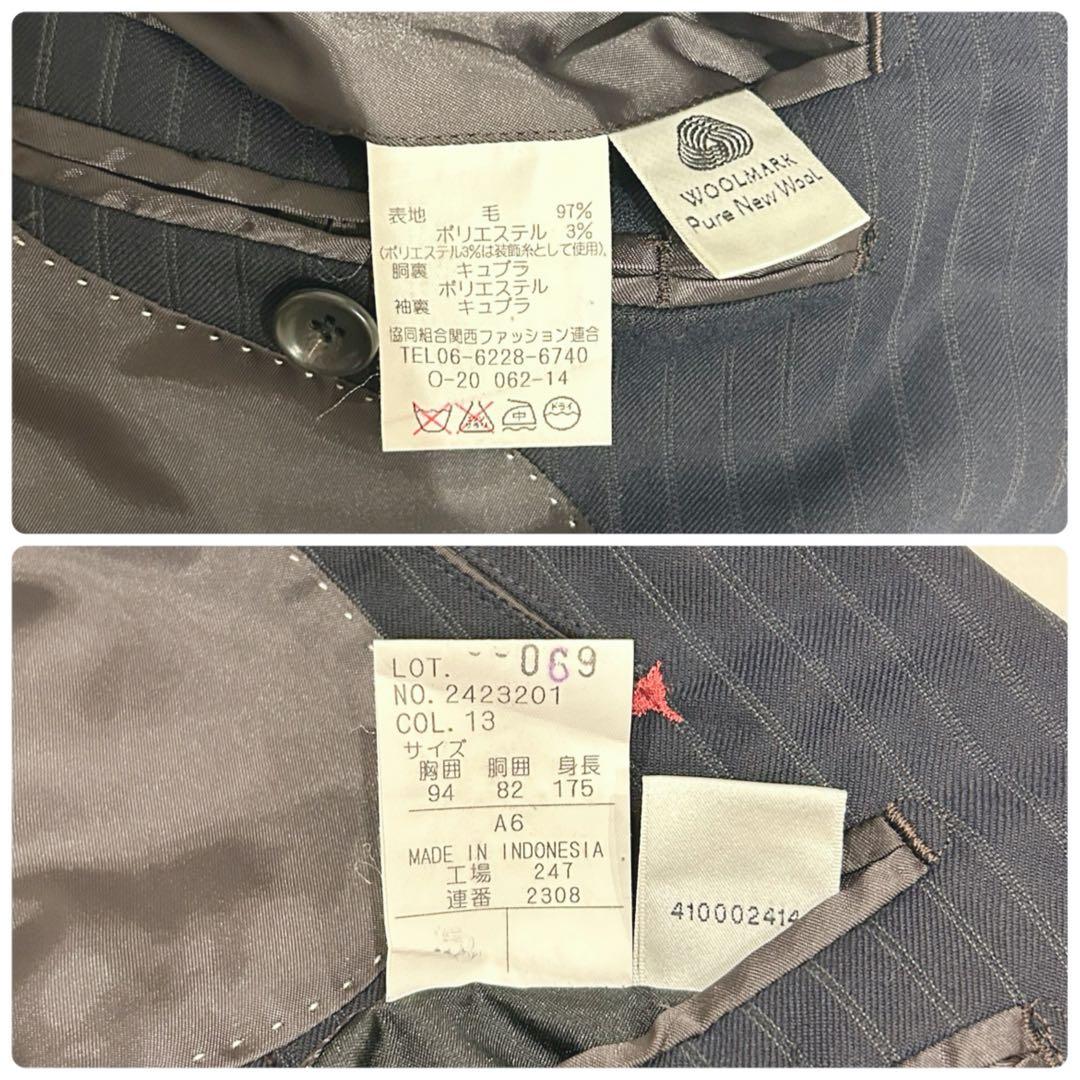 表地 毛 97%
ポリエステル 3%
(ポリエステル3%は装飾糸として使用)。
胴裏 キュプラ
ポリエステル
袖裏 キュプラ
協同組合関西ファッション連合
TEL06-6228-6740
O-20 062-14
中
ドライ
WOOLMARK
Pure New Wool
LOT. 069
NO.2423201
COL.13
サイズ
胸囲 胴囲 身長
94 82 175
A6
MADE IN INDONESIA
工場 247
連番 2308
410002414